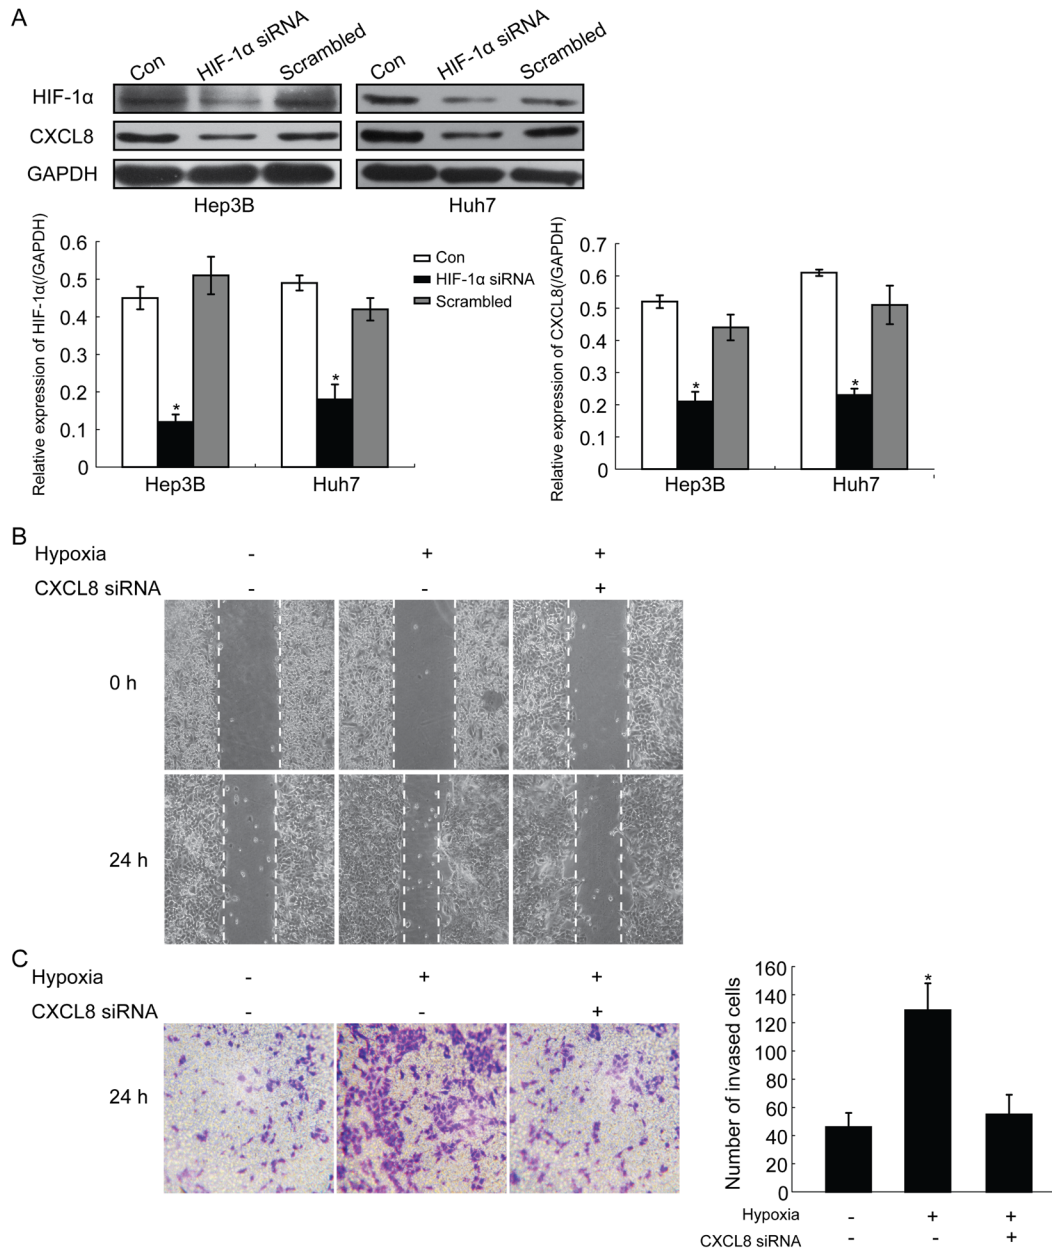 A
Con HIF-1α siRNA Scrambled Con HIF-1α siRNA Scrambled
HIF-1α
CXCL8
GAPDH
Hep3B Huh7
Relative expression of HIF-1α(/GAPDH)
0.6
0.5
0.4
0.3
0.2
0.1
0
* *
Hep3B Huh7
Con
HIF-1α siRNA
Scrambled
Relative expression of CXCL8(/GAPDH)
0.7
0.6
0.5
0.4
0.3
0.2
0.1
0
* *
Hep3B Huh7
B
Hypoxia - + +
CXCL8 siRNA - - +
0 h
24 h
C
Hypoxia - + +
CXCL8 siRNA - - +
24 h
Number of invased cells
160
140
120
100
80
60
40
20
0
*
Hypoxia - + +
CXCL8 siRNA - - +